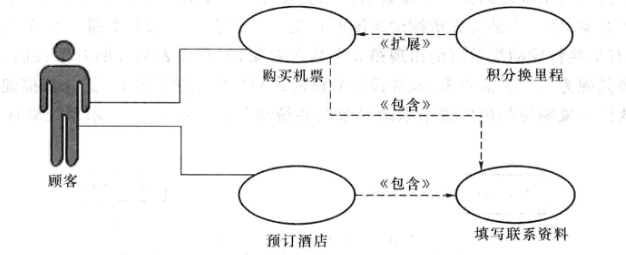 《扩展》
购买机票
积分换里程
《包含》
顾客
《包含》
预订酒店
填写联系资料